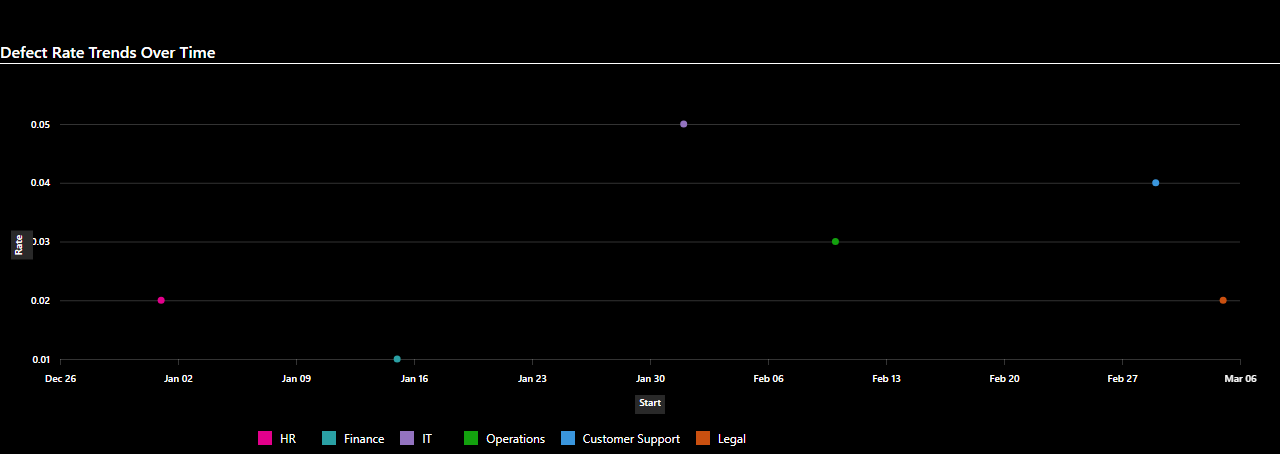 Defect Rate Trends Over Time
0.05
0.04
0.03
0.02
0.01
Rate
Dec 26 Jan 02 Jan 09 Jan 16 Jan 23 Jan 30 Feb 06 Feb 13 Feb 20 Feb 27 Mar 06
Start
HR Finance IT Operations Customer Support Legal